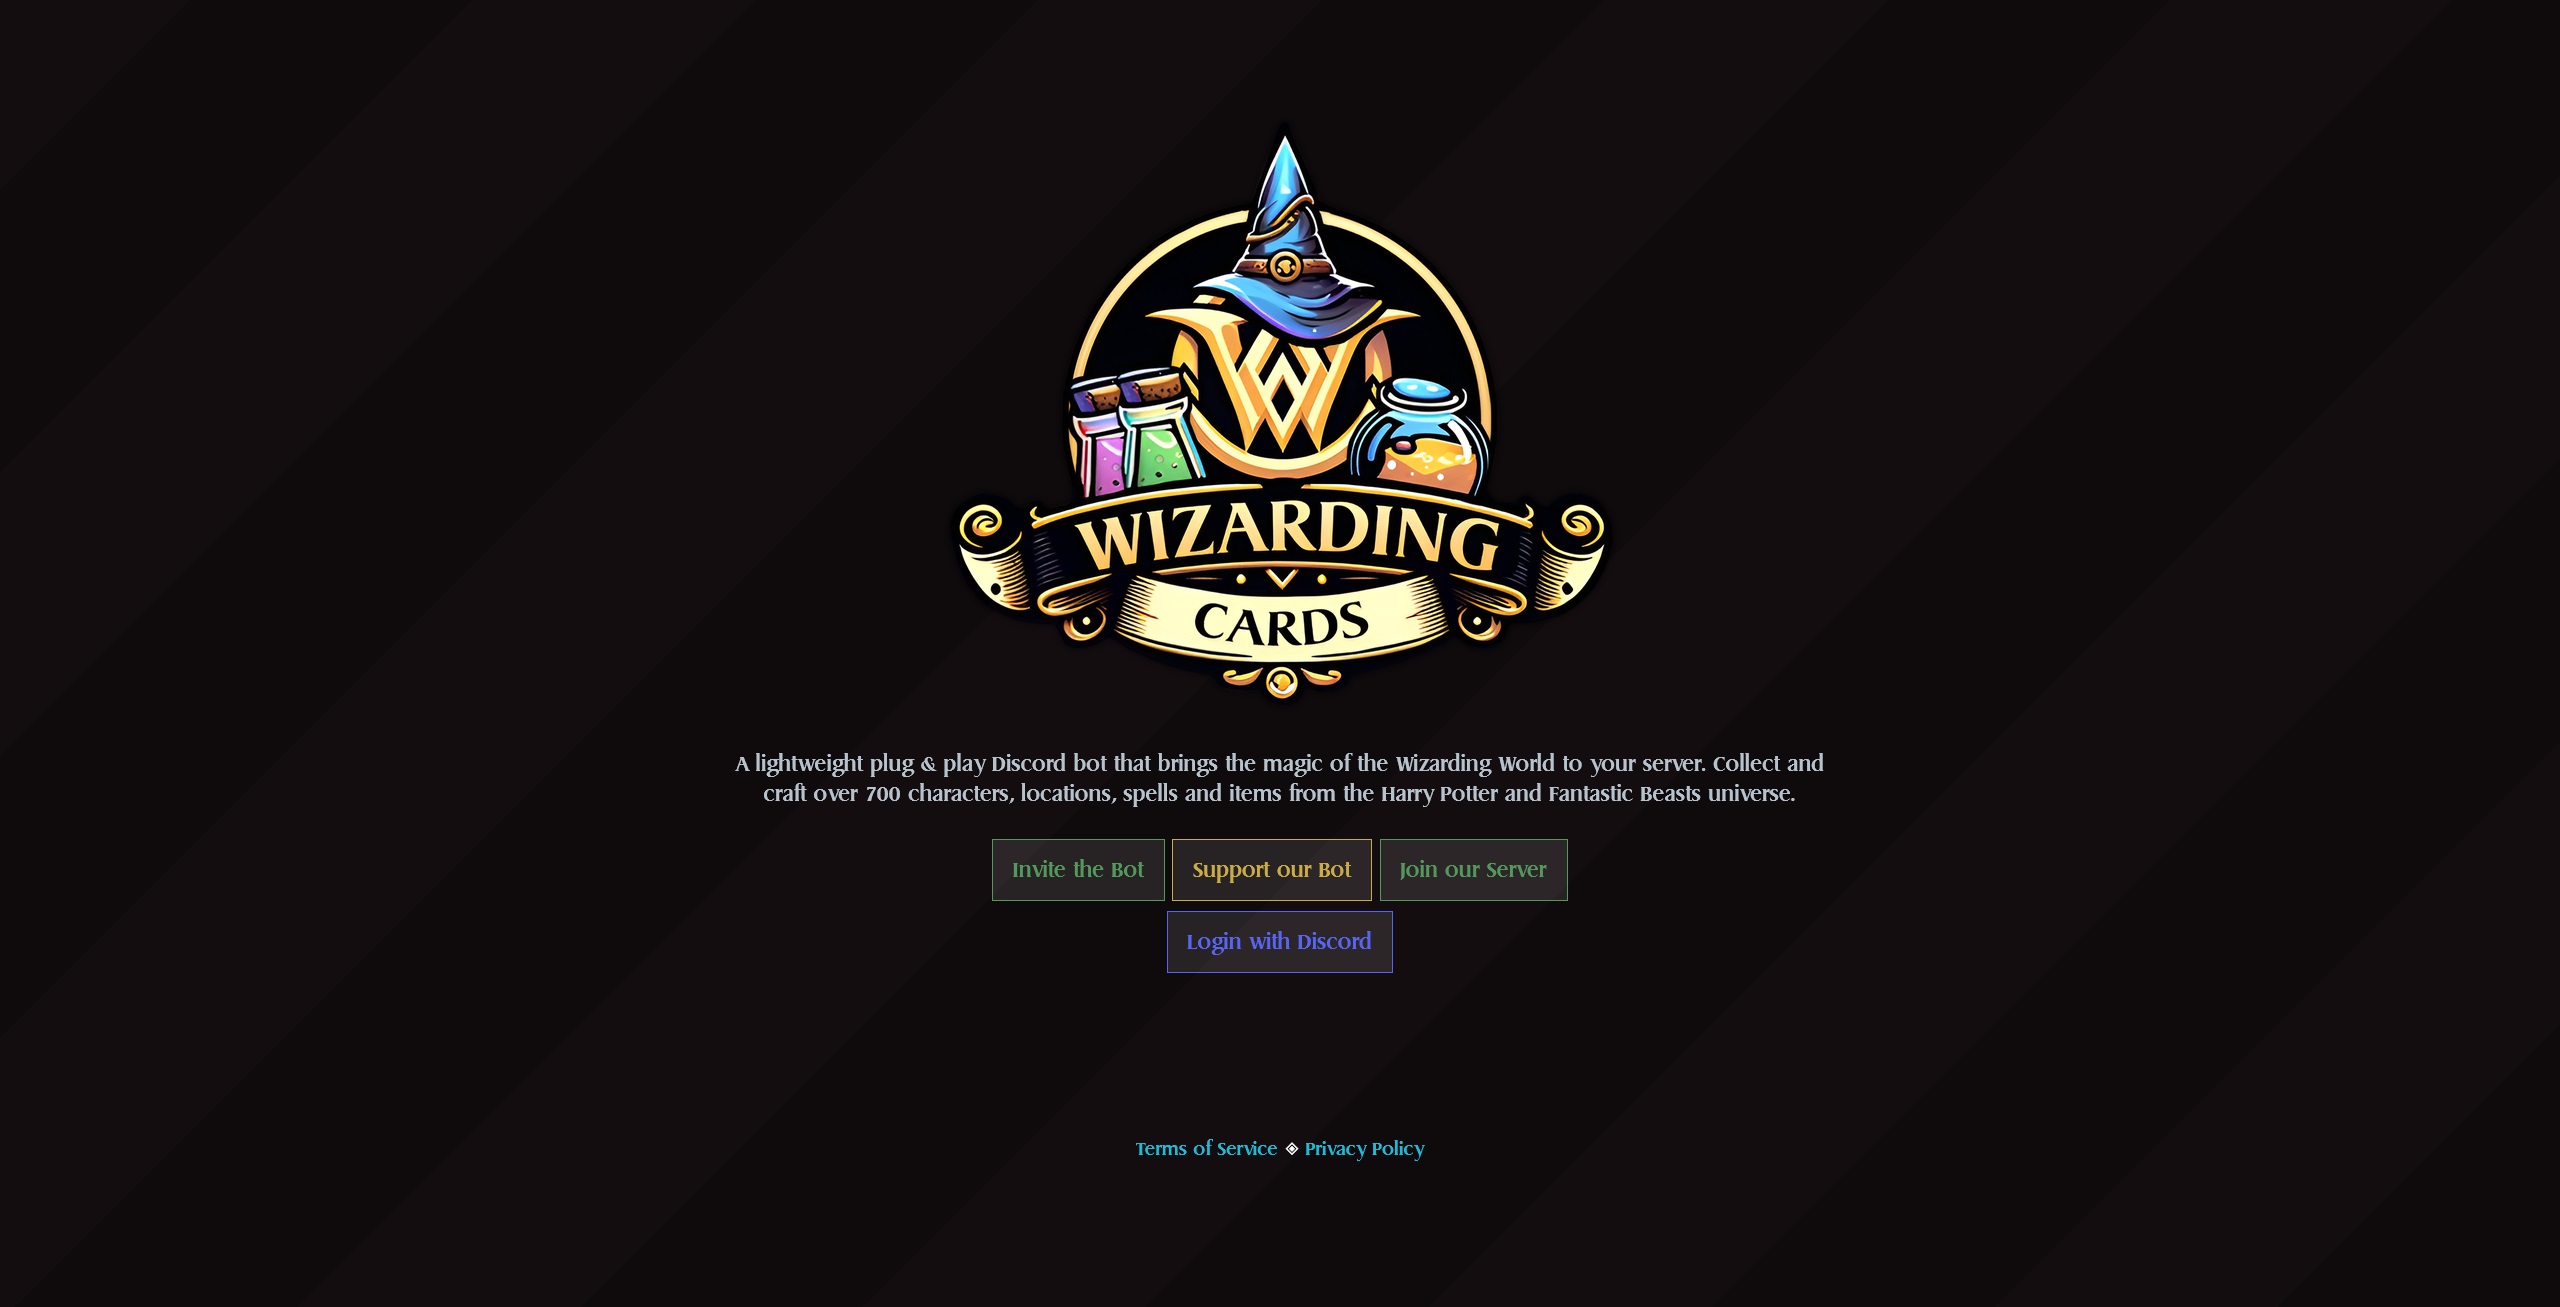 W
WIZARDING
CARDS
A lightweight plug & play Discord bot that brings the magic of the Wizarding World to your server. Collect and
craft over 700 characters, locations, spells and items from the Harry Potter and Fantastic Beasts universe.
Invite the Bot
Support our Bot
Join our Server
Login with Discord
Terms of Service ◈ Privacy Policy